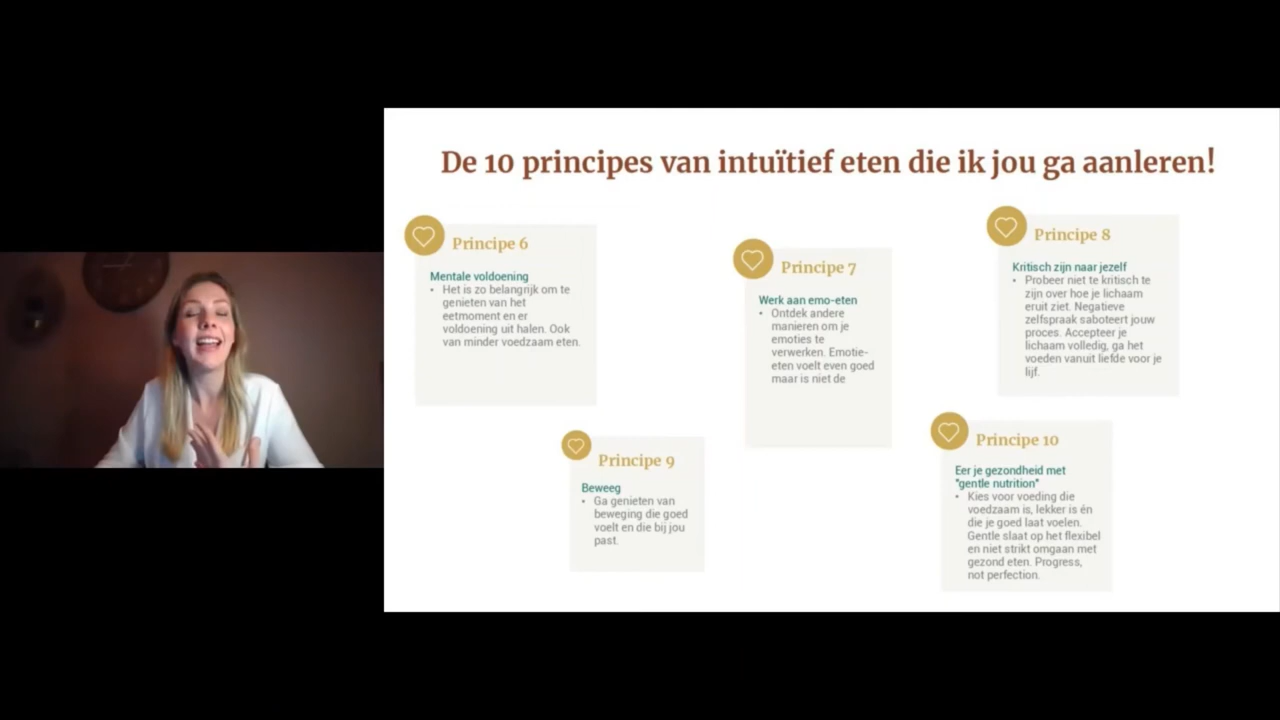 De 10 principes van intuïtief eten die ik jou ga aanleren!
Principe 6
Mentale voldoening
• Het is zo belangrijk om te
genieten van het
eetmoment en er
voldoening uit halen. Ook
van minder voedzaam eten.
Principe 7
Werk aan emo-eten
• Ontdek andere
manieren om je
emoties te
verwerken. Emotie-
eten voelt even goed
maar is niet de
Principe 8
Kritisch zijn naar jezelf
• Probeer niet te kritisch te
zijn over hoe je lichaam
eruit ziet. Negatieve
zelfspraak saboteert jouw
proces. Accepteer je
lichaam volledig, ga het
voeden vanuit liefde voor je
lijf.
Principe 9
Beweeg
• Ga genieten van
beweging die goed
voelt en die bij jou
past.
Principe 10
Eer je gezondheid met
"gentle nutrition"
• Kies voor voeding die
voedzaam is, lekker is én
die je goed laat voelen.
Gentle slaat op het flexibel
en niet strikt omgaan met
gezond eten. Progress,
not perfection.